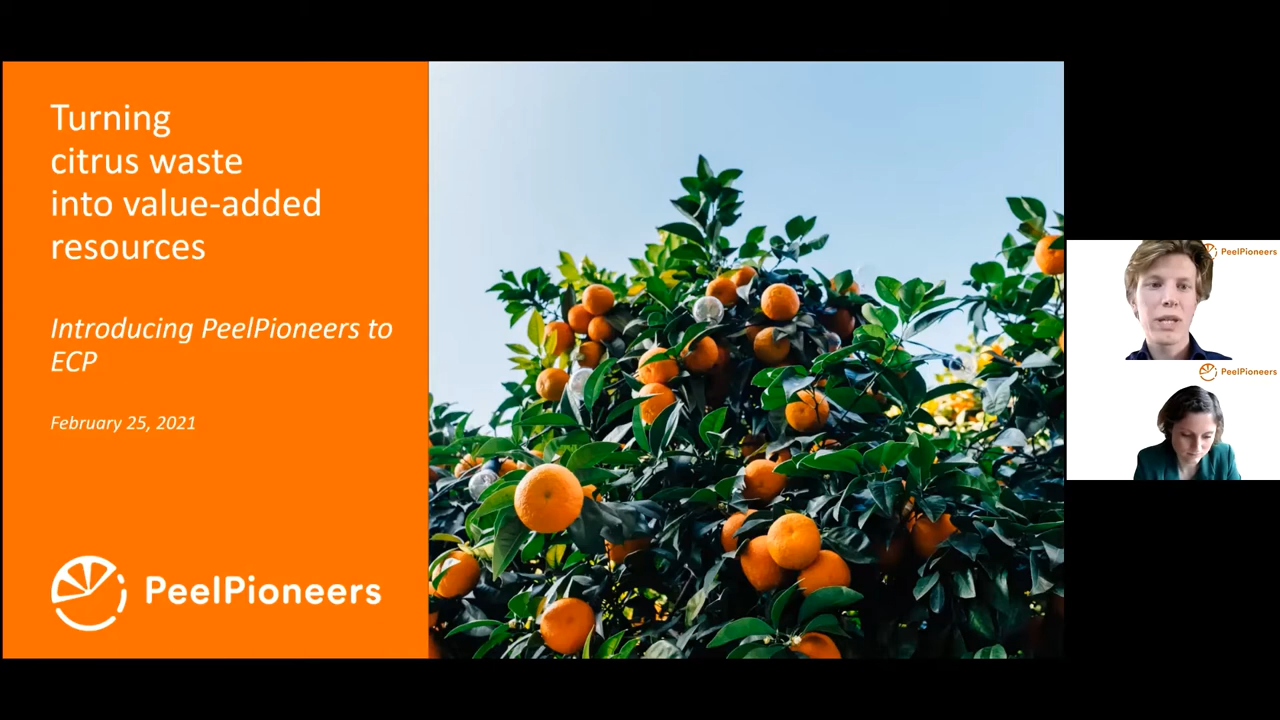 Turning
citrus waste
into value-added
resources
Introducing PeelPioneers to
ECP
February 25, 2021
PeelPioneers
PeelPioneers
PeelPioneers